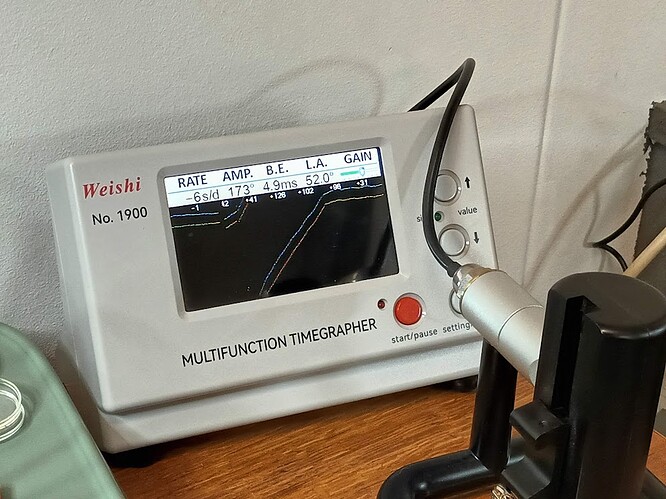 Weishi
No. 1900
RATE AMP. B.E. L.A. GAIN
-6s/d 173° 4.9ms 52.0°
-1 +41 +126 +102 +31
value
start/pause
MULTIFUNCTION TIMEGRAPHER